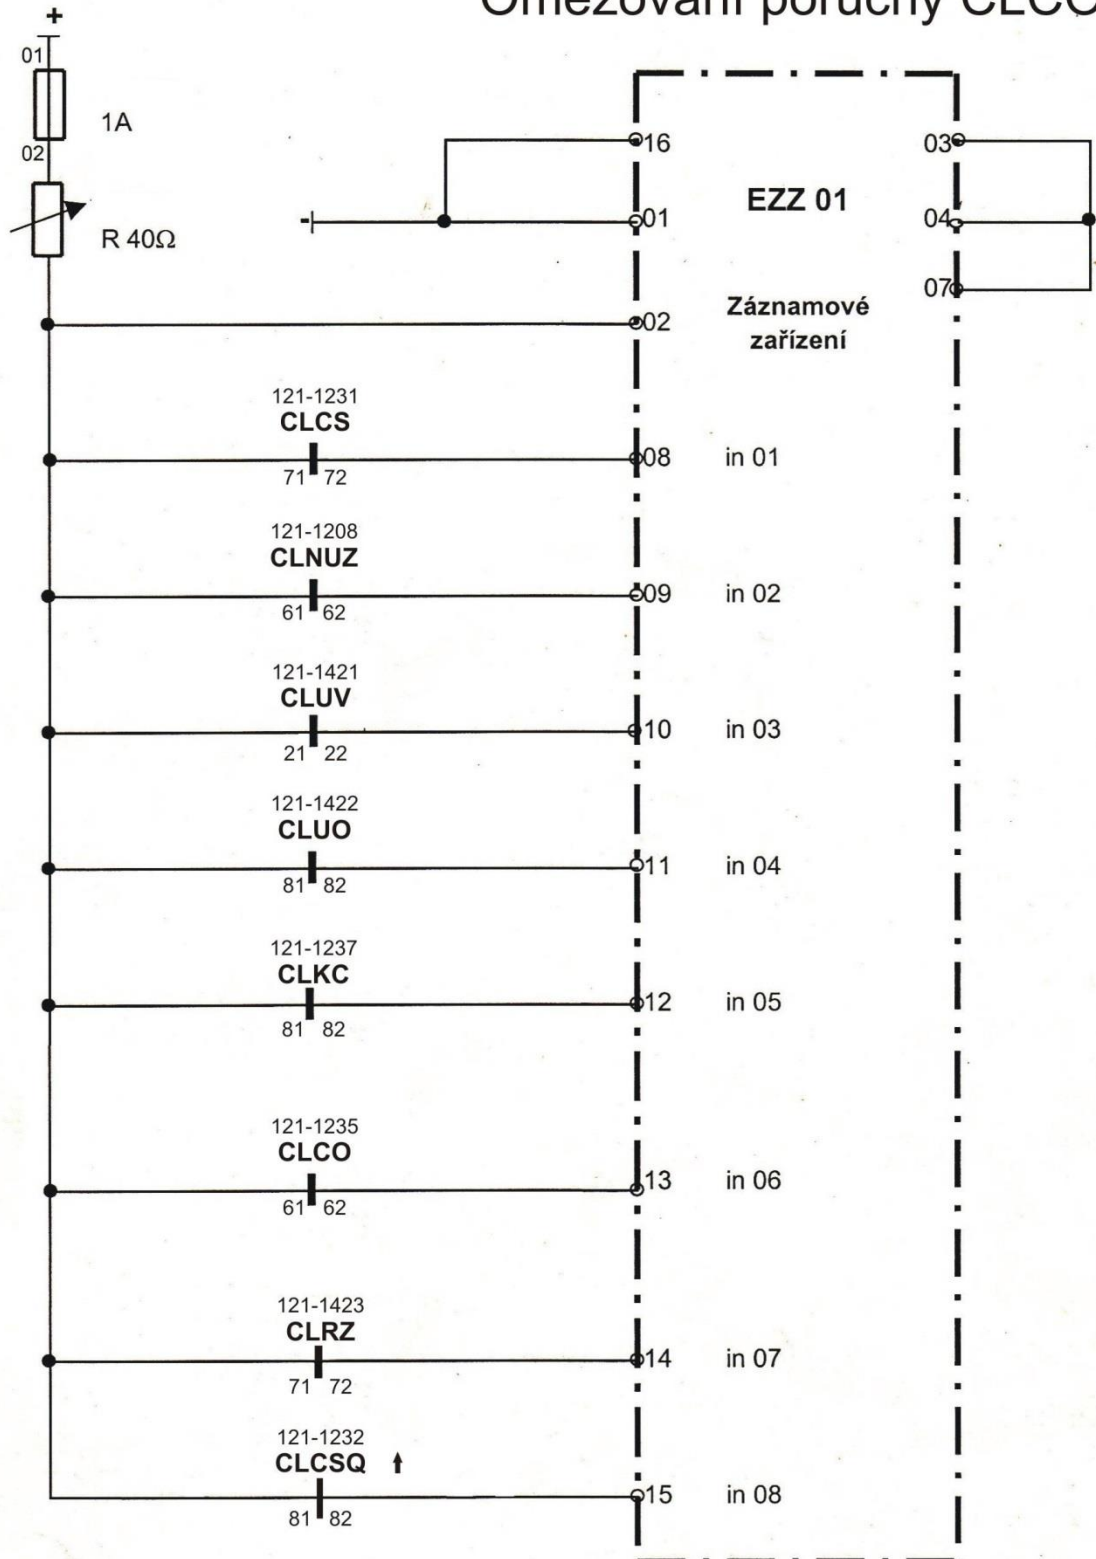 Omezování poruchy CLCO
+
01
1A
02
R 40Ω
16
03
EZZ 01
-
01
04
07
Záznamové
zařízení
02
121-1231
CLCS
71 72
08
in 01
121-1208
CLNUZ
61 62
09
in 02
121-1421
CLUV
21 22
10
in 03
121-1422
CLUO
81 82
11
in 04
121-1237
CLKC
81 82
12
in 05
121-1235
CLCO
61 62
13
in 06
121-1423
CLRZ
71 72
14
in 07
121-1232
CLCSQ
81 82
15
in 08